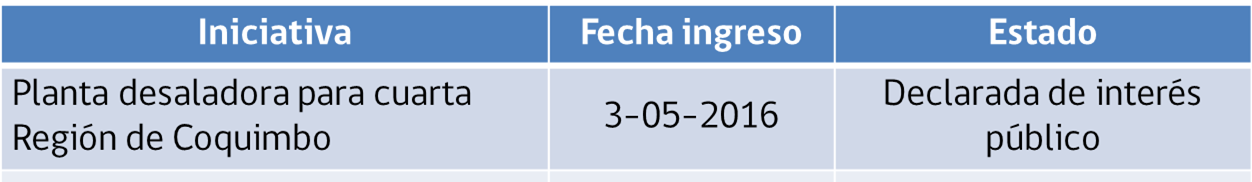 Iniciativa Fecha ingreso Estado
Planta desaladora para cuarta
Región de Coquimbo
3-05-2016
Declarada de interés
público